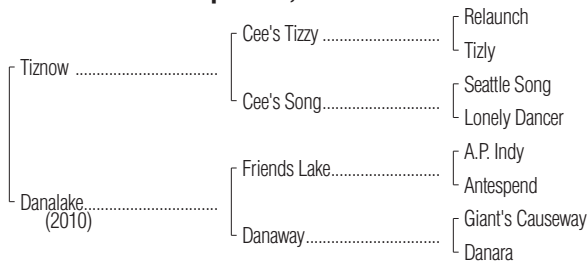 Relaunch
Cee's Tizzy ..............................
Tizly
Tiznow ....................................
Seattle Song
Cee's Song..............................
Lonely Dancer
A.P. Indy
Friends Lake............................
Antespend
Danalake..................................
(2010)
Giant's Causeway
Danaway..................................
Danara